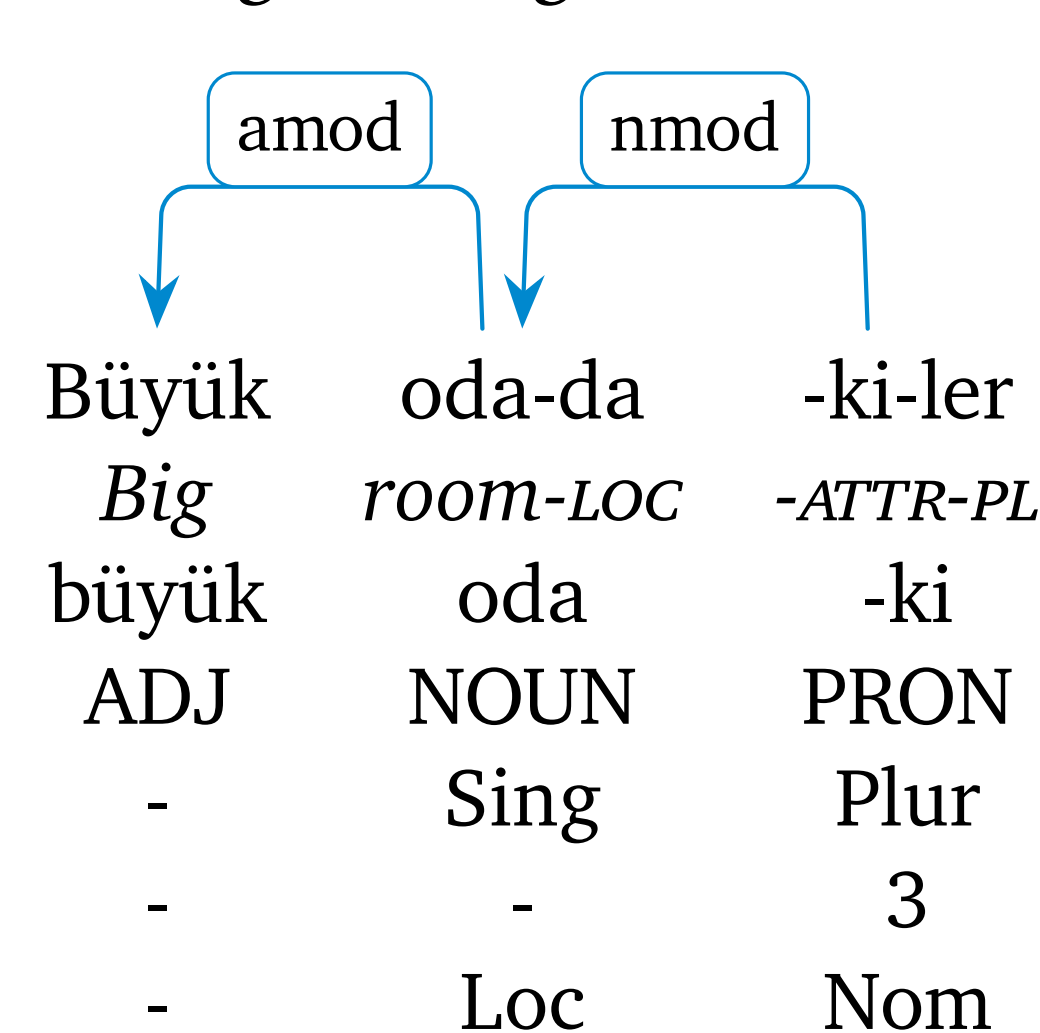 amod nmod
Büyük oda-da -ki-ler
Big room-LOC -ATTR-PL
büyük oda -ki
ADJ NOUN PRON
- Sing Plur
- - 3
- Loc Nom